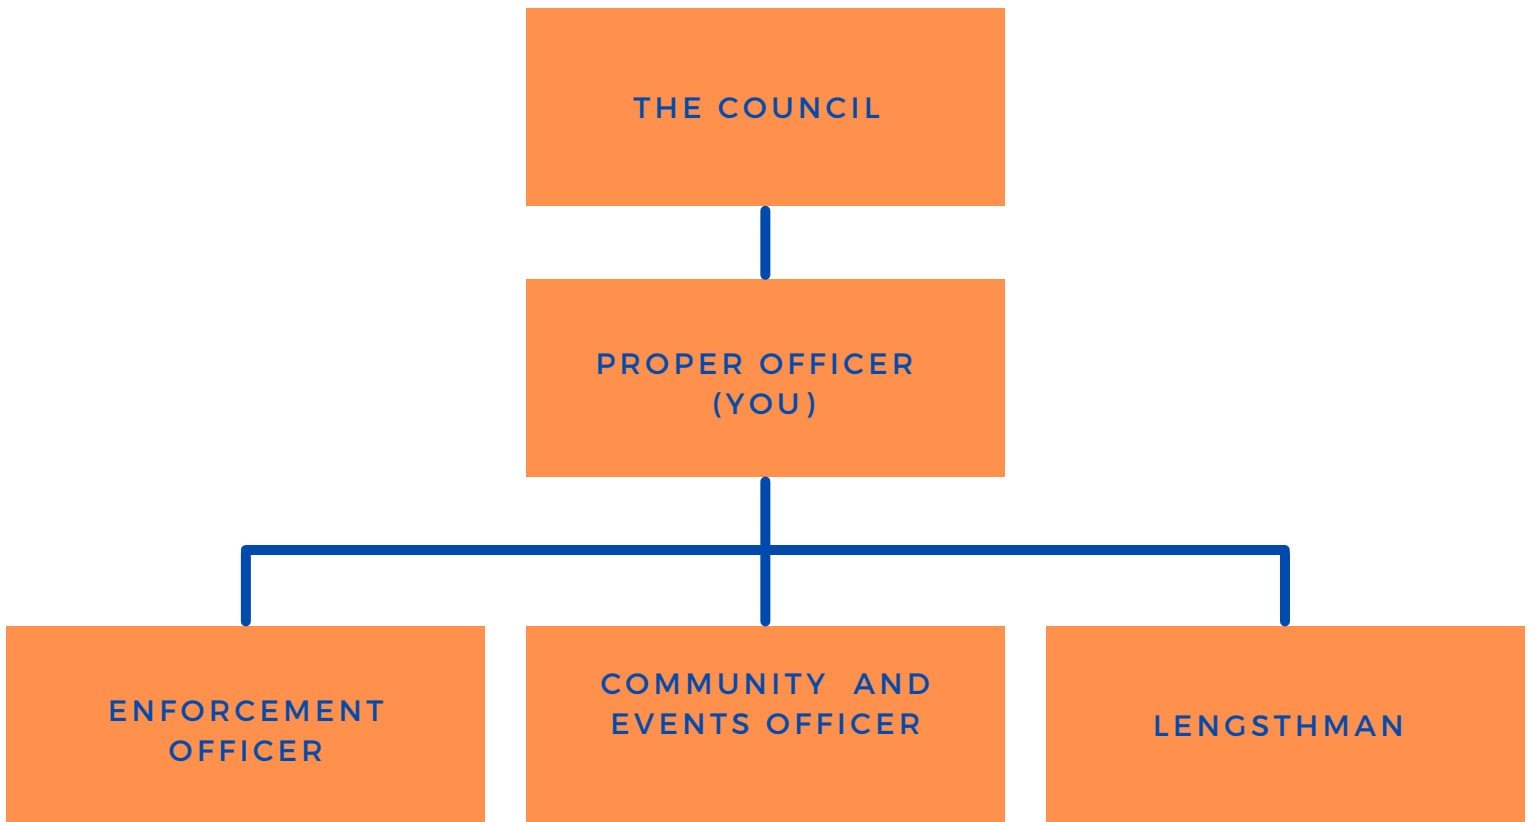 THE COUNCIL
PROPER OFFICER
(YOU)
ENFORCEMENT
OFFICER
COMMUNITY AND
EVENTS OFFICER
LENGSTHMAN